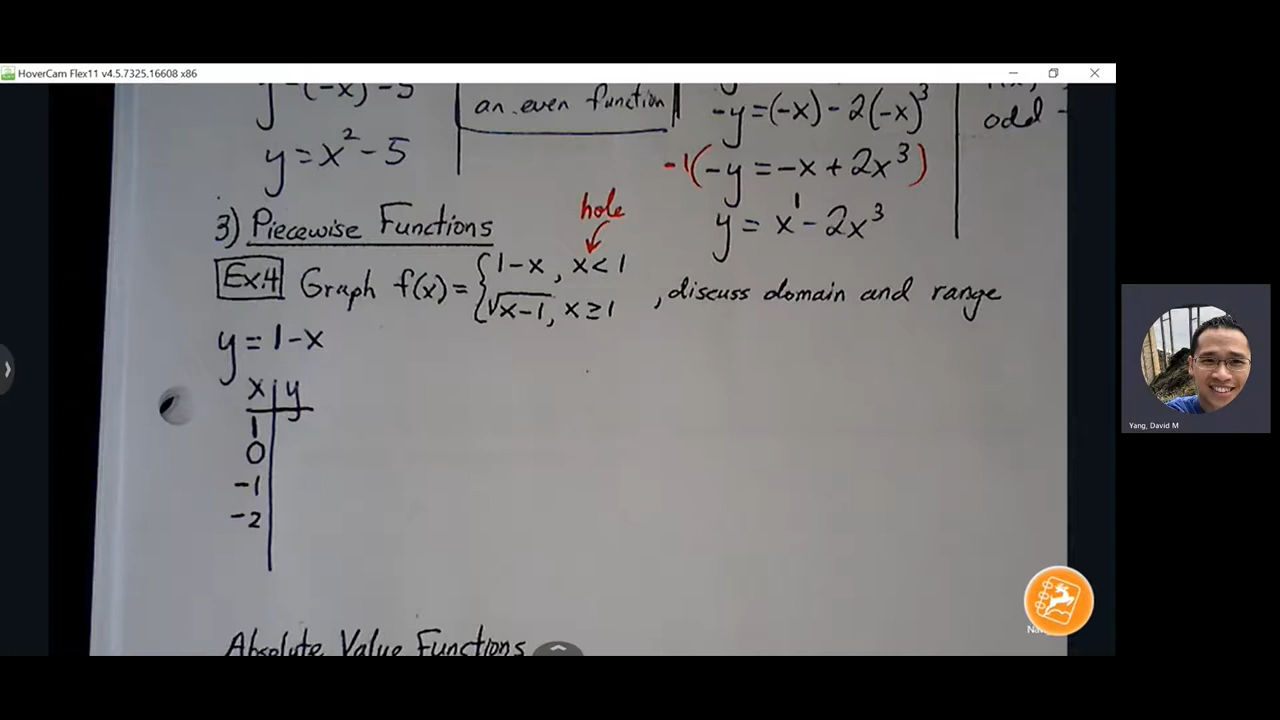 HoverCam Flex11 v4.5.7325.16608 x86
y = x² - 5
an even function
-y = (-x) - 2(-x)³
odd
-1(-y = -x + 2x³)
y = x¹ - 2x³
3) Piecewise Functions
hole
Ex.4 Graph f(x) = { 1-x, x<1
√x-1, x≥1 , discuss domain and range
y = 1-x
x | y
1
0
-1
-2
Absolute Value Functions
Yang, David M